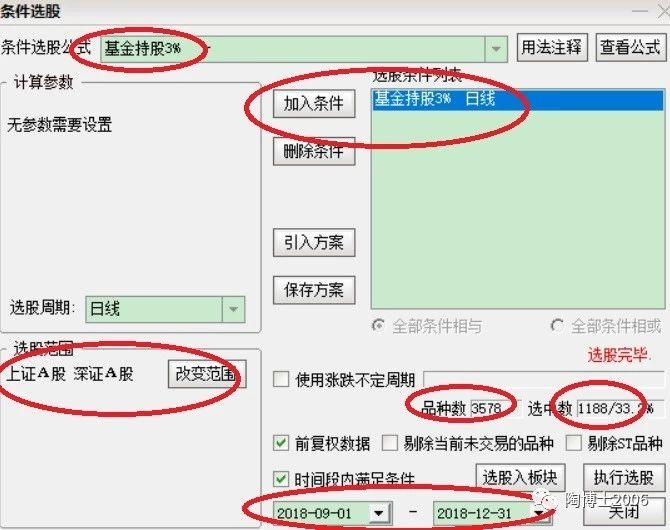 条件选股
条件选股公式 基金持股3% - 用法注释 查看公式
计算参数 选股条件列表
加入条件 基金持股3% 日线
无参数需要设置
删除条件
引入方案
保存方案
选股周期: 日线
全部条件相与 全部条件相或
选股范围 选股完毕.
上证A股 深证A股 改变范围
使用涨跌不定周期
品种数 3578 选中数 1188/33.2%
前复权数据 剔除当前未交易的品种 剔除ST品种
时间段内满足条件 选股入板块 执行选股
2018-09-01 - 2018-12-31 关闭
陶博士2006